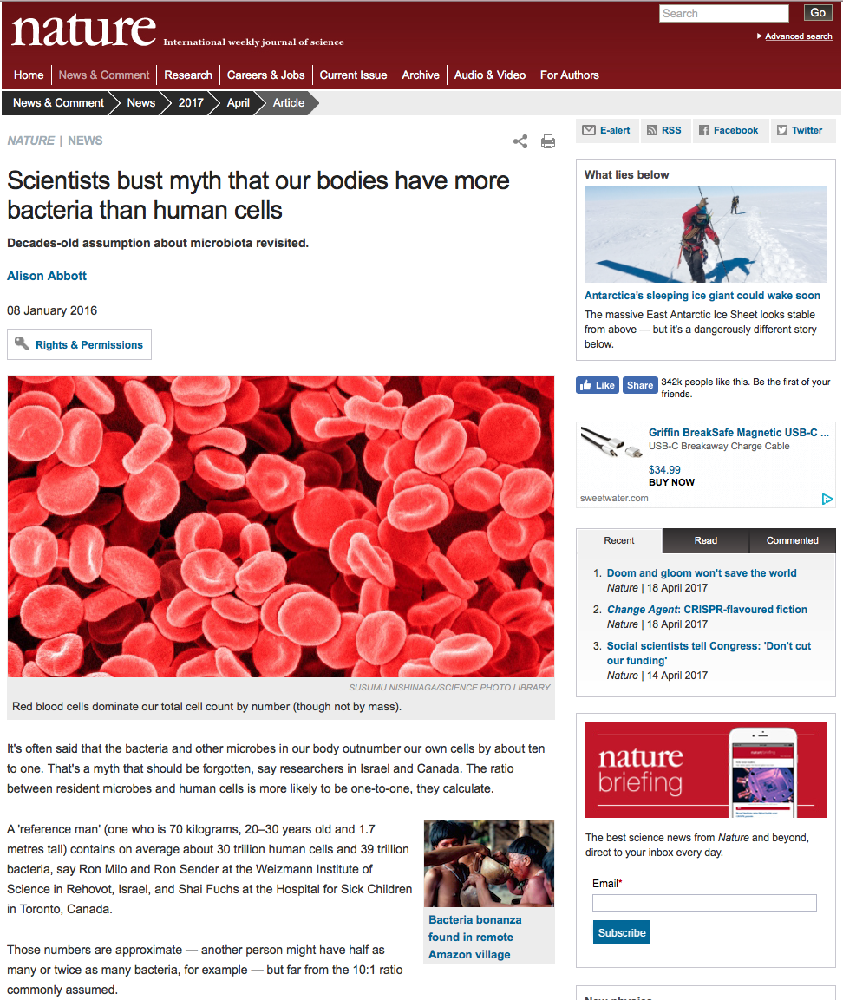 nature International weekly journal of science
Search Go
Advanced search
Home News & Comment Research Careers & Jobs Current Issue Archive Audio & Video For Authors
News & Comment News 2017 April Article
NATURE | NEWS
Scientists bust myth that our bodies have more
bacteria than human cells
Decades-old assumption about microbiota revisited.
Alison Abbott
08 January 2016
Rights & Permissions
SUSUMU NISHINAGA/SCIENCE PHOTO LIBRARY
Red blood cells dominate our total cell count by number (though not by mass).
It's often said that the bacteria and other microbes in our body outnumber our own cells by about ten
to one. That's a myth that should be forgotten, say researchers in Israel and Canada. The ratio
between resident microbes and human cells is more likely to be one-to-one, they calculate.
A 'reference man' (one who is 70 kilograms, 20–30 years old and 1.7
metres tall) contains on average about 30 trillion human cells and 39 trillion
bacteria, say Ron Milo and Ron Sender at the Weizmann Institute of
Science in Rehovot, Israel, and Shai Fuchs at the Hospital for Sick Children
in Toronto, Canada.
Bacteria bonanza
found in remote
Amazon village
Those numbers are approximate — another person might have half as
many or twice as many bacteria, for example — but far from the 10:1 ratio
commonly assumed.
E-alert RSS Facebook Twitter
What lies below
Antarctica's sleeping ice giant could wake soon
The massive East Antarctic Ice Sheet looks stable
from above — but it's a dangerously different story
below.
Like Share 342k people like this. Be the first of your
friends.
Griffin BreakSafe Magnetic USB-C ...
USB-C Breakaway Charge Cable
$34.99
BUY NOW
sweetwater.com
Recent Read Commented
1. Doom and gloom won't save the world
Nature | 18 April 2017
2. Change Agent: CRISPR-flavoured fiction
Nature | 18 April 2017
3. Social scientists tell Congress: 'Don't cut
our funding'
Nature | 14 April 2017
nature
briefing
The best science news from Nature and beyond,
direct to your inbox every day.
Email*
Subscribe